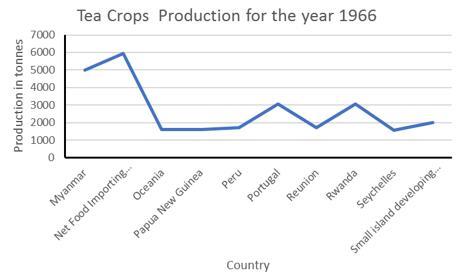 Tea Crops Production for the year 1966
7000
6000
5000
4000
3000
2000
1000
0
Production in tonnes
Myanmar
Net Food Importing...
Oceania
Papua New Guinea
Peru
Portugal
Reunion
Rwanda
Seychelles
Small island developing...
Country